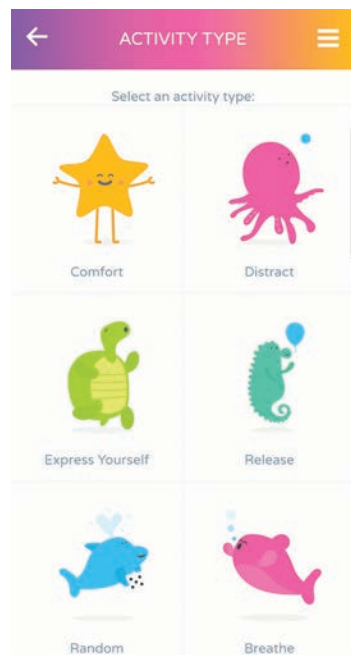 ACTIVITY TYPE
Select an activity type:
Comfort
Distract
Express Yourself
Release
Random
Breathe